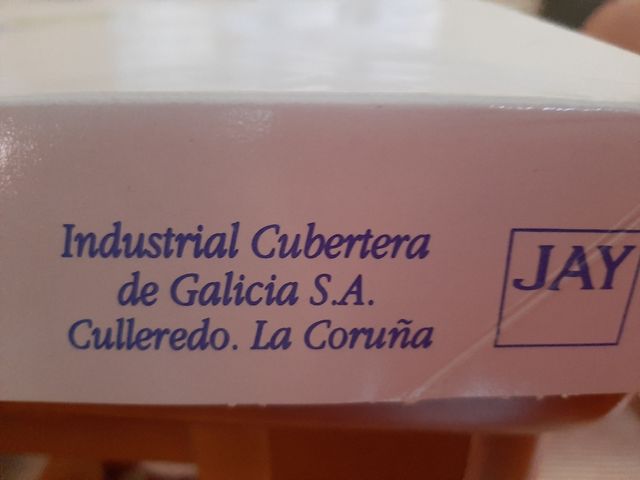 Industrial Cubertera
de Galicia S.A.
Culleredo. La Coruña
JAY